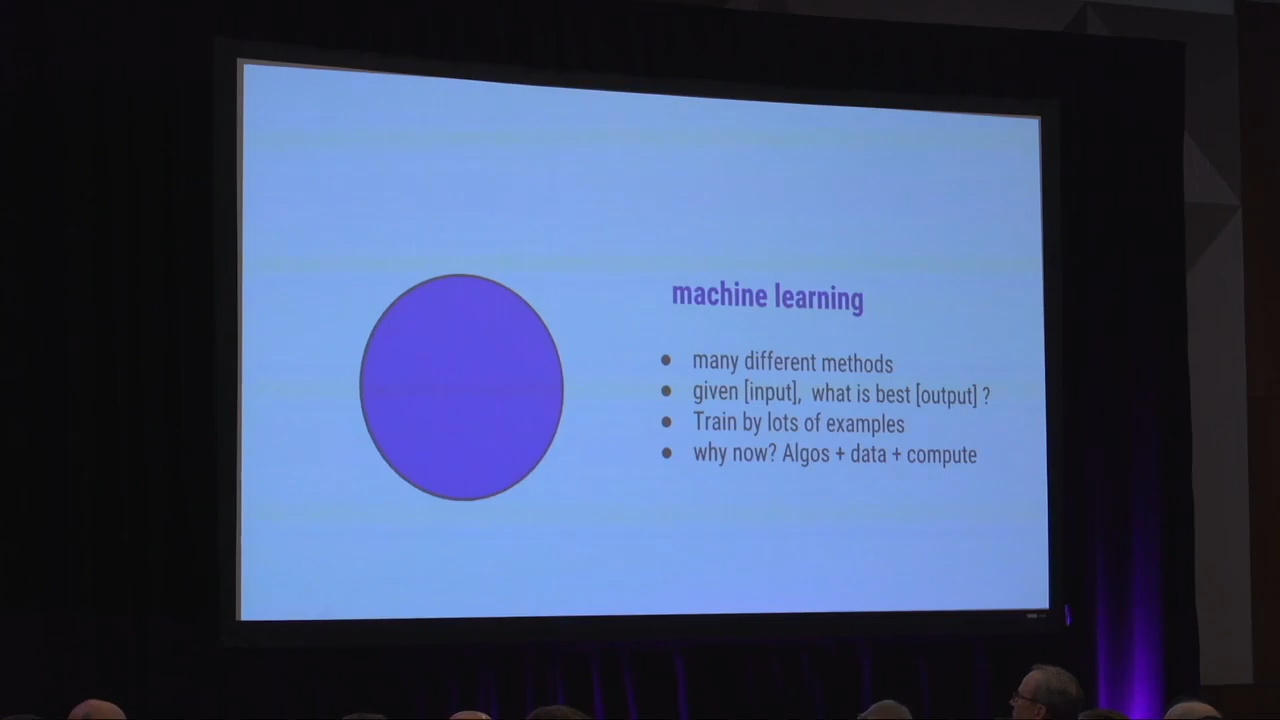 machine learning
● many different methods
● given [input], what is best [output] ?
● Train by lots of examples
● why now? Algos + data + compute